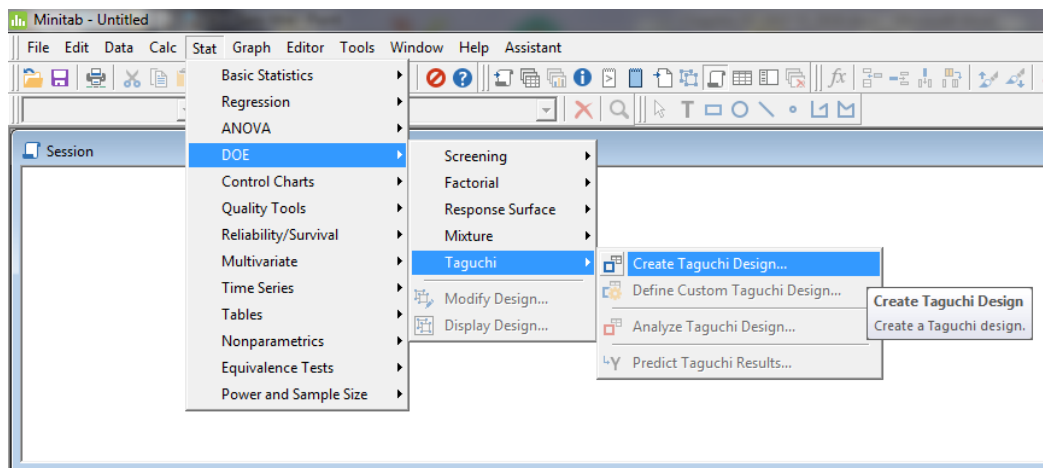 Minitab - Untitled
File Edit Data Calc Stat Graph Editor Tools Window Help Assistant
fx
T
Session
Basic Statistics
Regression
ANOVA
DOE
Control Charts
Quality Tools
Reliability/Survival
Multivariate
Time Series
Tables
Nonparametrics
Equivalence Tests
Power and Sample Size
Screening
Factorial
Response Surface
Mixture
Taguchi
Modify Design...
Display Design...
Create Taguchi Design...
Define Custom Taguchi Design...
Analyze Taguchi Design...
Predict Taguchi Results...
Create Taguchi Design
Create a Taguchi design.